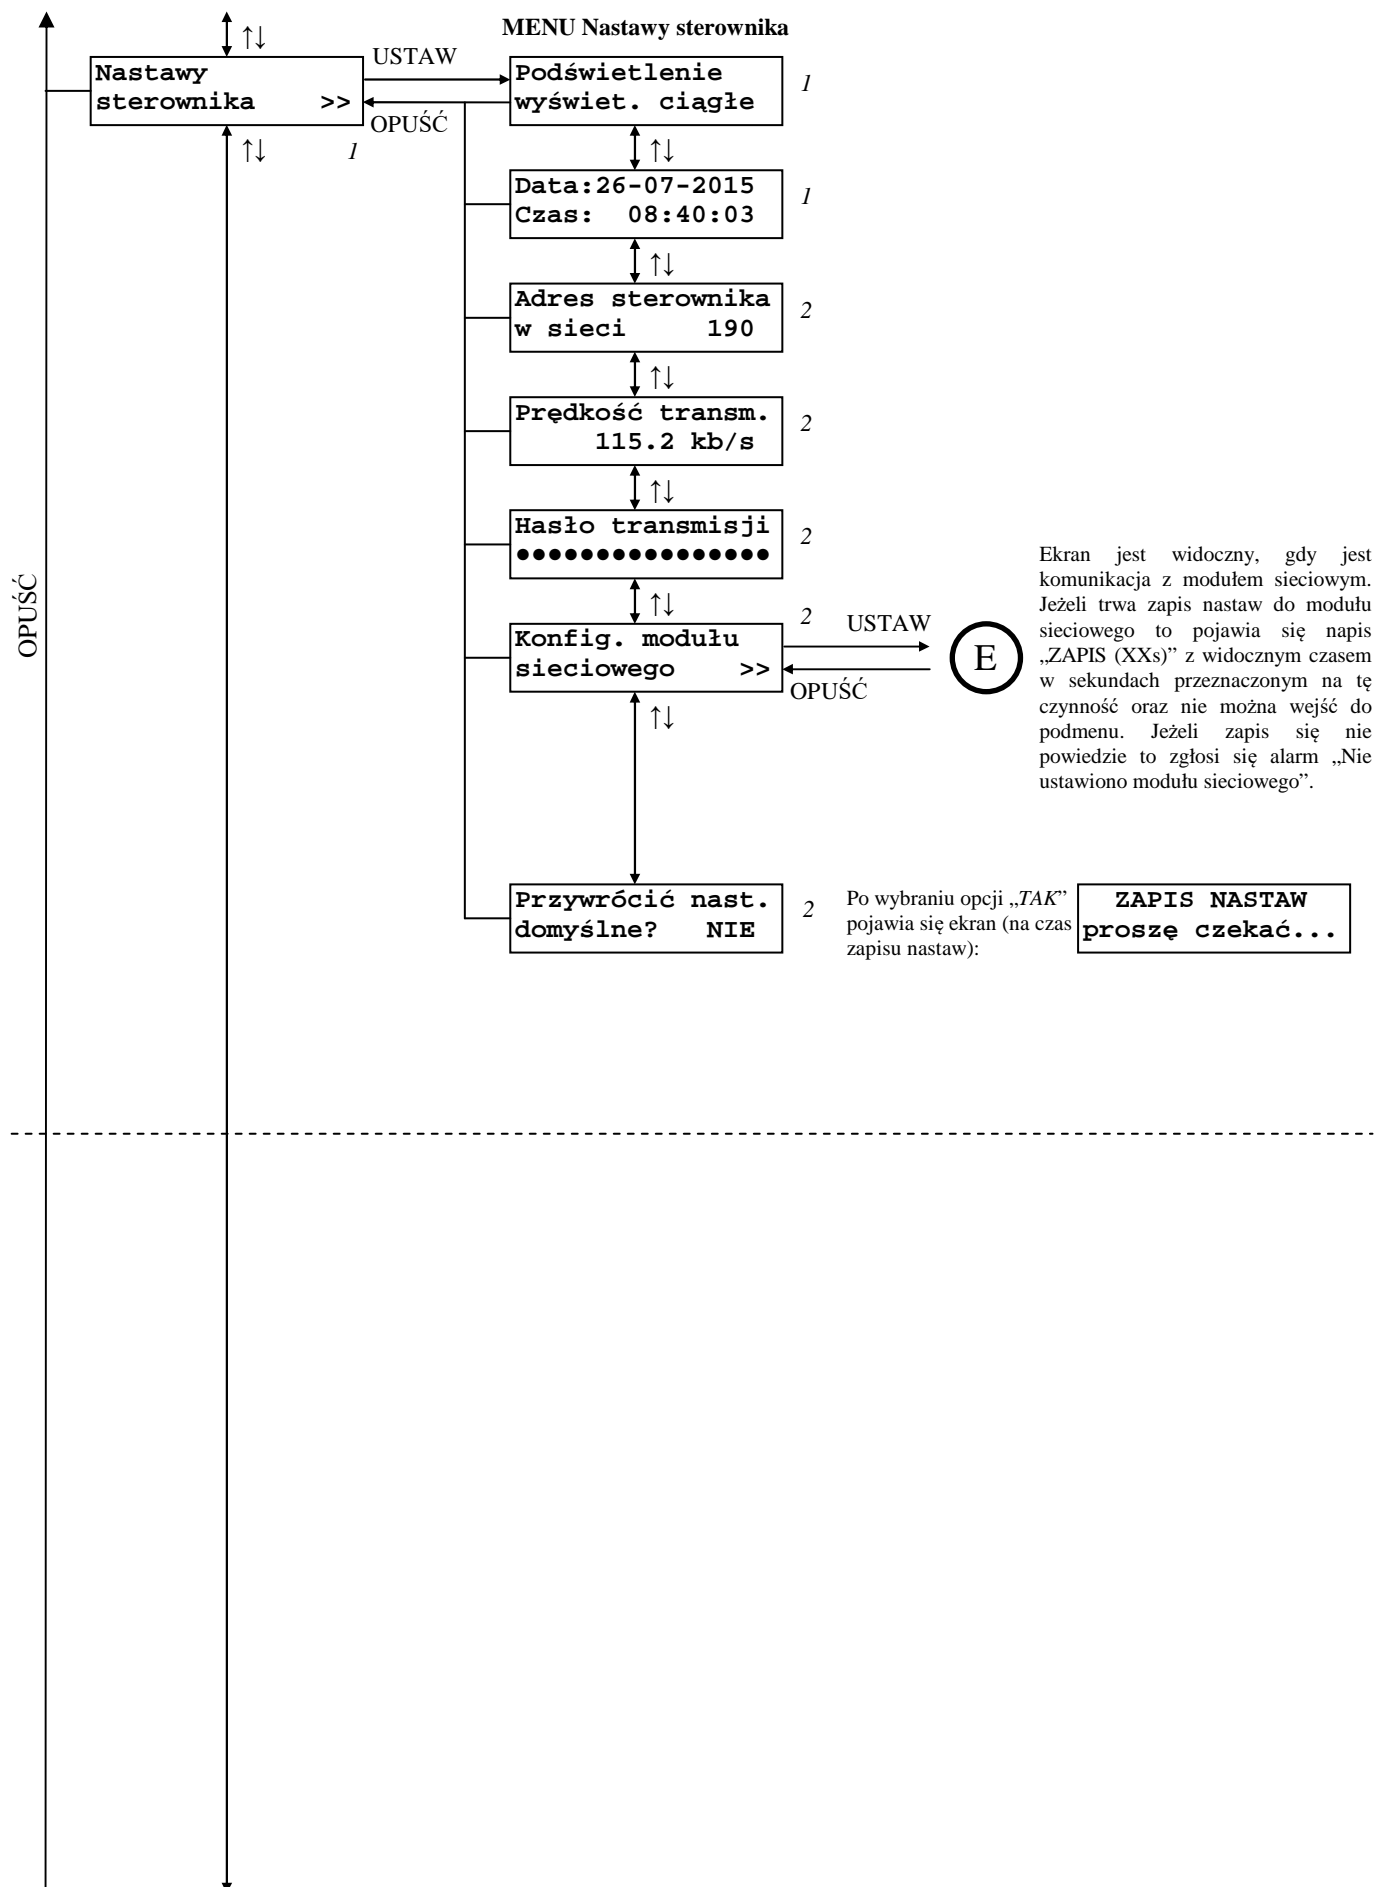 MENU Nastawy sterownika
↑↓
USTAW
Nastawy
sterownika >>
OPUŚĆ
↑↓ 1
Podświetlenie
wyświet. ciągłe
1
↑↓
Data:26-07-2015
Czas: 08:40:03
1
↑↓
Adres sterownika
w sieci 190
2
↑↓
Prędkość transm.
115.2 kb/s
2
↑↓
Hasło transmisji
●●●●●●●●●●●●●●●●
2
↑↓
Konfig. modułu
sieciowego >>
2
USTAW
OPUŚĆ
E
↑↓
Ekran jest widoczny, gdy jest
komunikacja z modułem sieciowym.
Jeżeli trwa zapis nastaw do modułu
sieciowego to pojawia się napis
„ZAPIS (XXs)” z widocznym czasem
w sekundach przeznaczonym na tę
czynność oraz nie można wejść do
podmenu. Jeżeli zapis się nie
powiedzie to zgłosi się alarm „Nie
ustawiono modułu sieciowego”.
OPUŚĆ
Przywrócić nast.
domyślne? NIE
2
Po wybraniu opcji „TAK”
pojawia się ekran (na czas
zapisu nastaw):
ZAPIS NASTAW
proszę czekać...